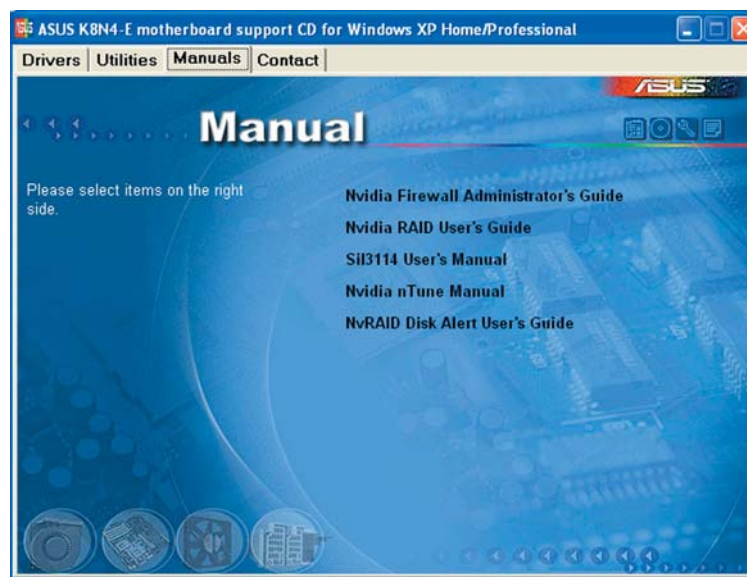 ASUS K8N4-E motherboard support CD for Windows XP Home/Professional
Drivers Utilities Manuals Contact
ASUS
Manual
Please select items on the right
side.
Nvidia Firewall Administrator's Guide
Nvidia RAID User's Guide
Sil3114 User's Manual
Nvidia nTune Manual
NvRAID Disk Alert User's Guide